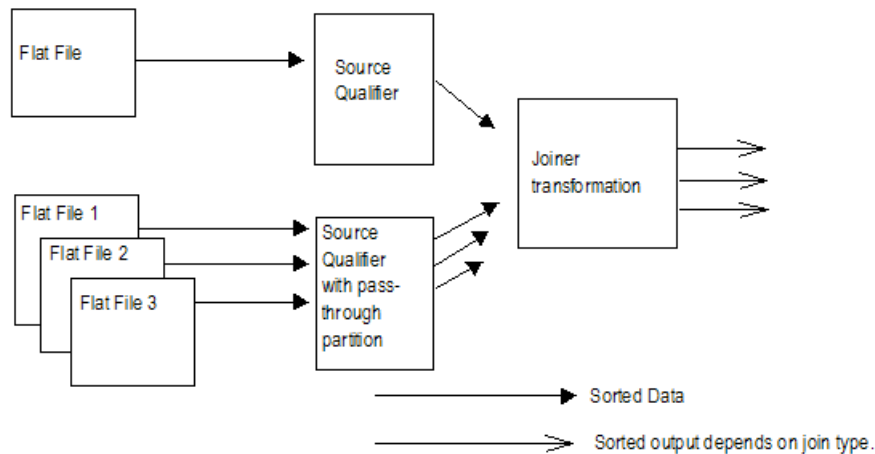 Flat File
Source
Qualifier
Joiner
transformation
Flat File 1
Flat File 2
Flat File 3
Source
Qualifier
with pass-
through
partition
Sorted Data
Sorted output depends on join type.